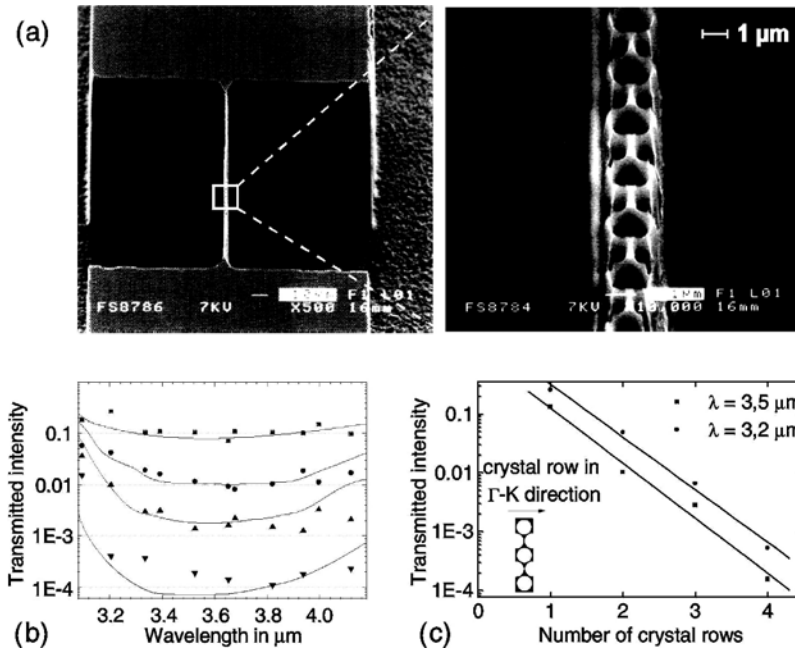 (a)
1 µm
FS8786 7KV X500 16mm
F1 L01
FS8784 7KV 16mm
1µm F1 L01
(b)
Transmitted intensity
0.1
0.01
1E-3
1E-4
3.2 3.4 3.6 3.8 4.0
Wavelength in µm
(c)
Transmitted intensity
0.1
0.01
1E-3
1E-4
λ = 3,5 µm
λ = 3,2 µm
crystal row in
Γ-K direction
0 1 2 3 4
Number of crystal rows